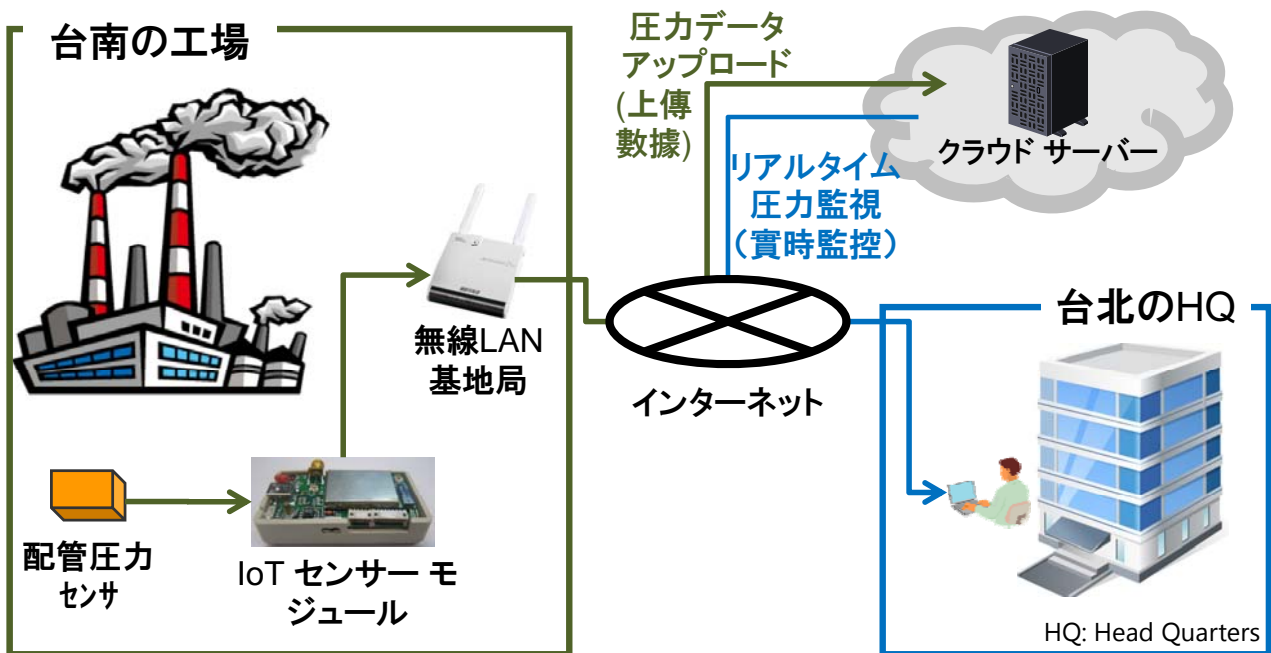 台南の工場
圧力データ
アップロード
(上傳
數據)
クラウド サーバー
リアルタイム
圧力監視
（實時監控）
無線LAN
基地局
インターネット
台北のHQ
配管圧力
センサ
IoT センサー モ
ジュール
HQ: Head Quarters